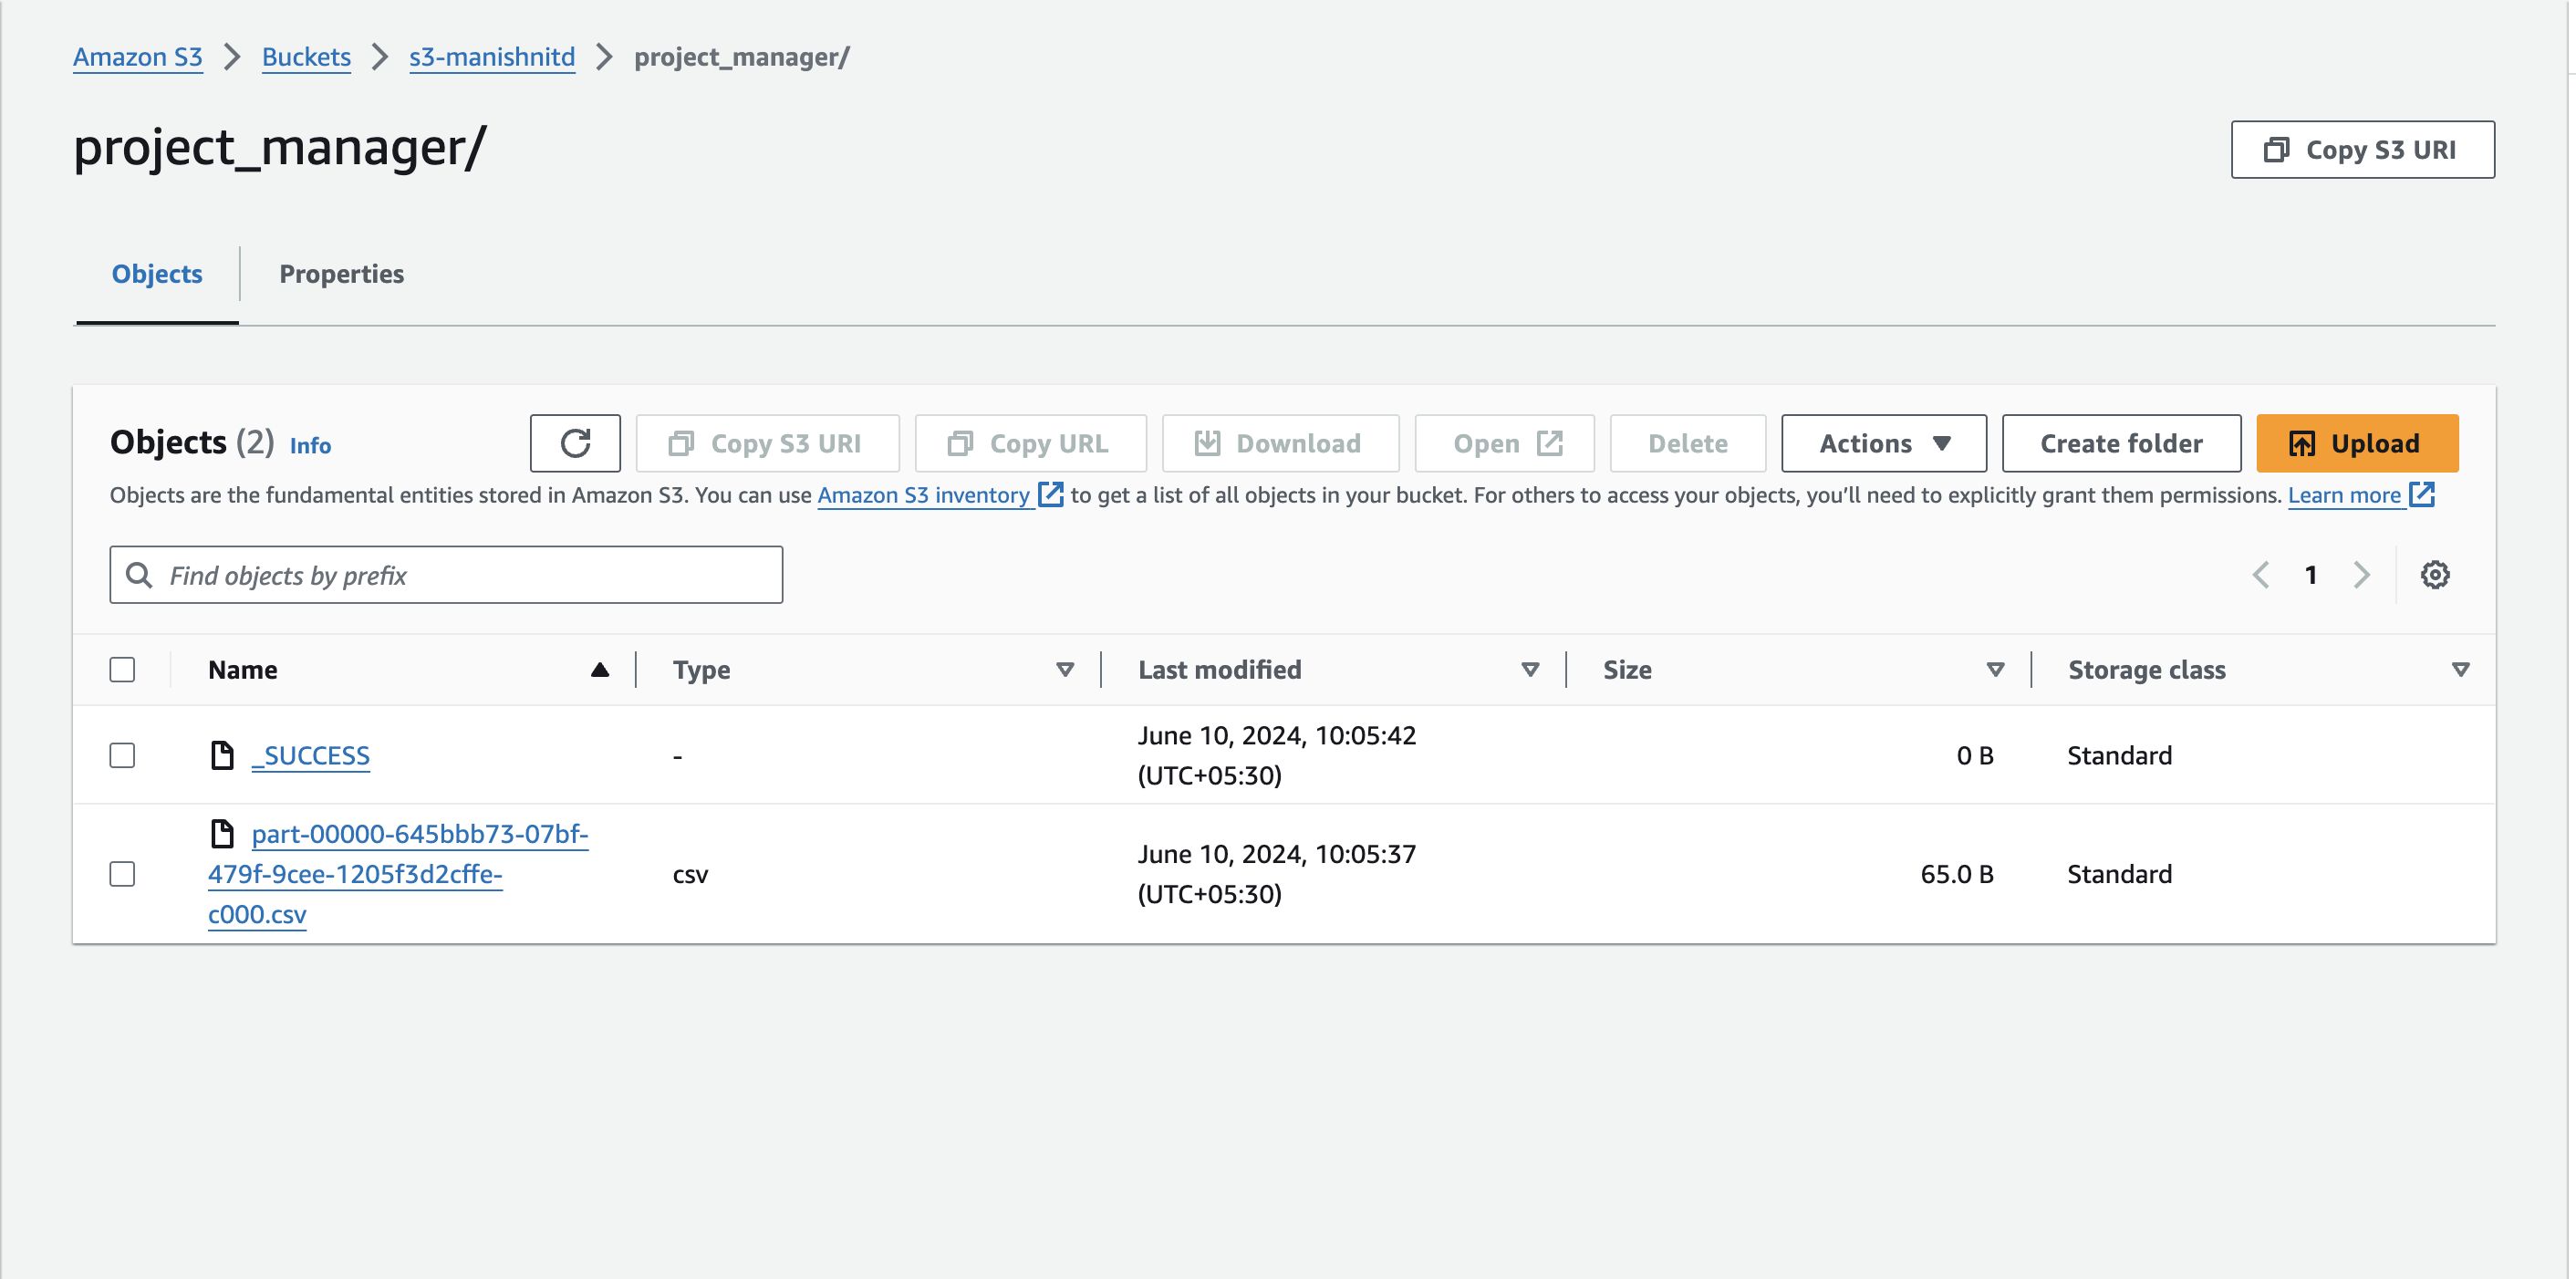 Amazon S3 > Buckets > s3-manishnitd > project_manager/
project_manager/
Copy S3 URI
Objects
Properties
Objects (2) Info
Copy S3 URI
Copy URL
Download
Open
Delete
Actions
Create folder
Upload
Objects are the fundamental entities stored in Amazon S3. You can use Amazon S3 inventory to get a list of all objects in your bucket. For others to access your objects, you'll need to explicitly grant them permissions. Learn more
Find objects by prefix
1
Name
Type
Last modified
Size
Storage class
_SUCCESS
-
June 10, 2024, 10:05:42
(UTC+05:30)
0 B
Standard
part-00000-645bbb73-07bf-
479f-9cee-1205f3d2cffe-
c000.csv
csv
June 10, 2024, 10:05:37
(UTC+05:30)
65.0 B
Standard